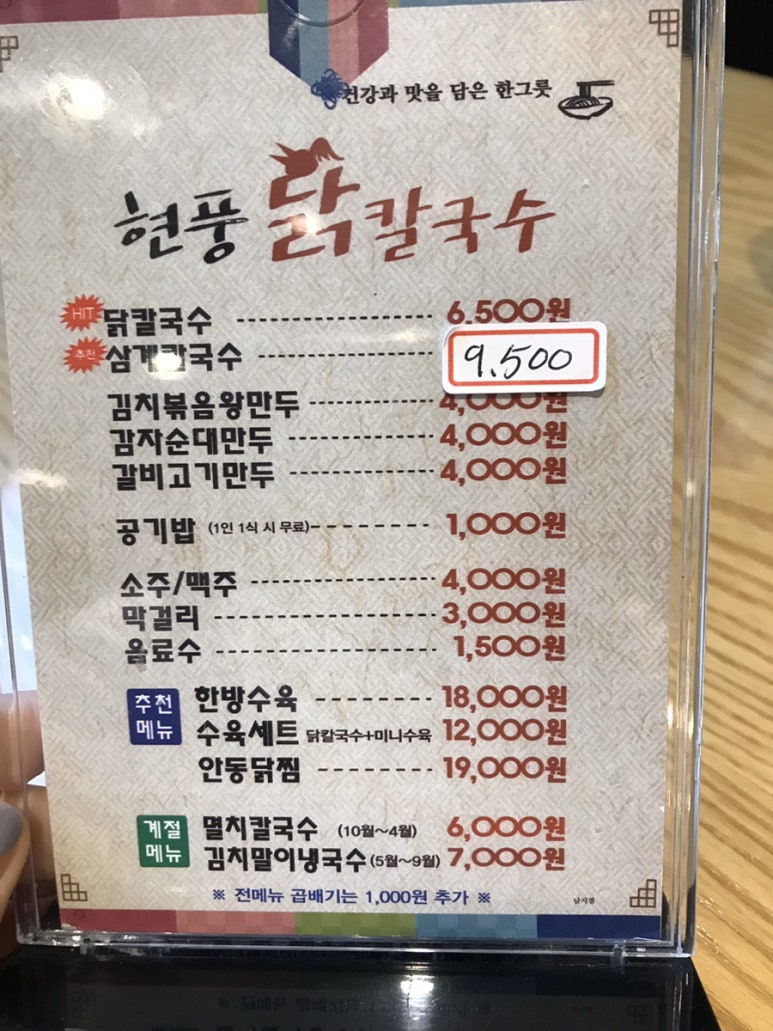 건강과 맛을 담은 한그릇
현풍 닭칼국수
HIT 닭칼국수 6,500원
추천 삼계칼국수 9.500
김치볶음왕만두 4,000원
감자순대만두 4,000원
갈비고기만두 4,000원
공기밥 (1인 1식 시 무료) 1,000원
소주/맥주 4,000원
막걸리 3,000원
음료수 1,500원
추천 메뉴
한방수육 18,000원
수육세트 닭칼국수+미니수육 12,000원
안동닭찜 19,000원
계절 메뉴
멸치칼국수 (10월~4월) 6,000원
김치말이냉국수 (5월~9월) 7,000원
※ 전메뉴 곱배기는 1,000원 추가 ※